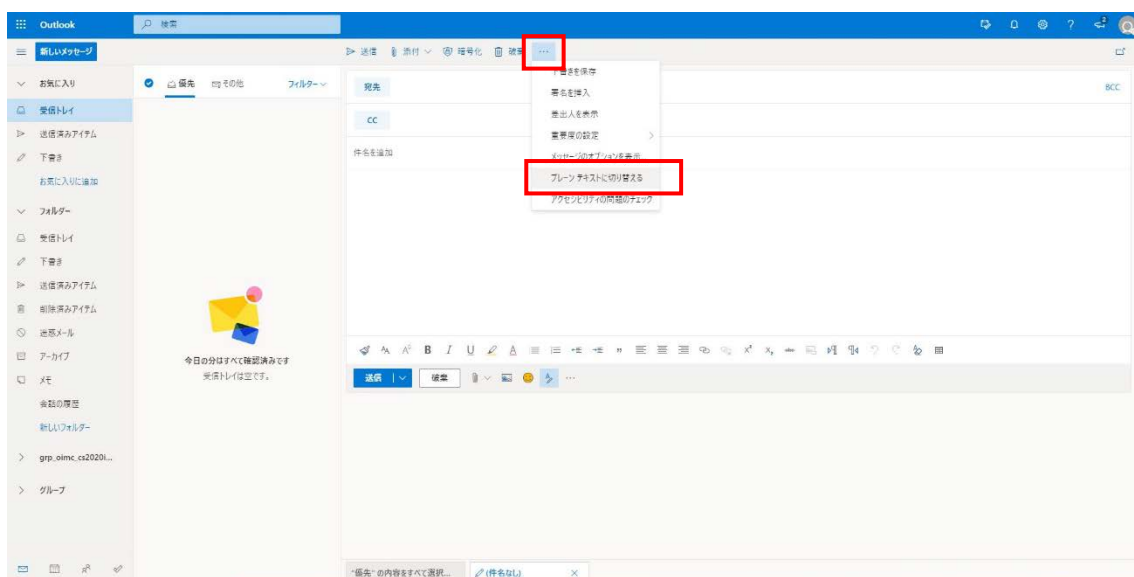 Outlook
検索
新しいメッセージ
送信 添付 暗号化 破棄 …
お気に入り
受信トレイ
送信済みアイテム
下書き
お気に入りに追加
フォルダー
受信トレイ
下書き
送信済みアイテム
削除済みアイテム
迷惑メール
アーカイブ
メモ
会話の履歴
新しいフォルダー
grp_oimc_cs2020i...
グループ
優先 その他 フィルター
今日の分はすべて確認済みです
受信トレイは空です。
宛先
BCC
CC
件名を追加
下書きを保存
署名を挿入
差出人を表示
重要度の設定
メッセージのオプションを表示
プレーン テキストに切り替える
アクセシビリティの問題のチェック
送信 破棄
"優先" の内容をすべて選択... (件名なし)